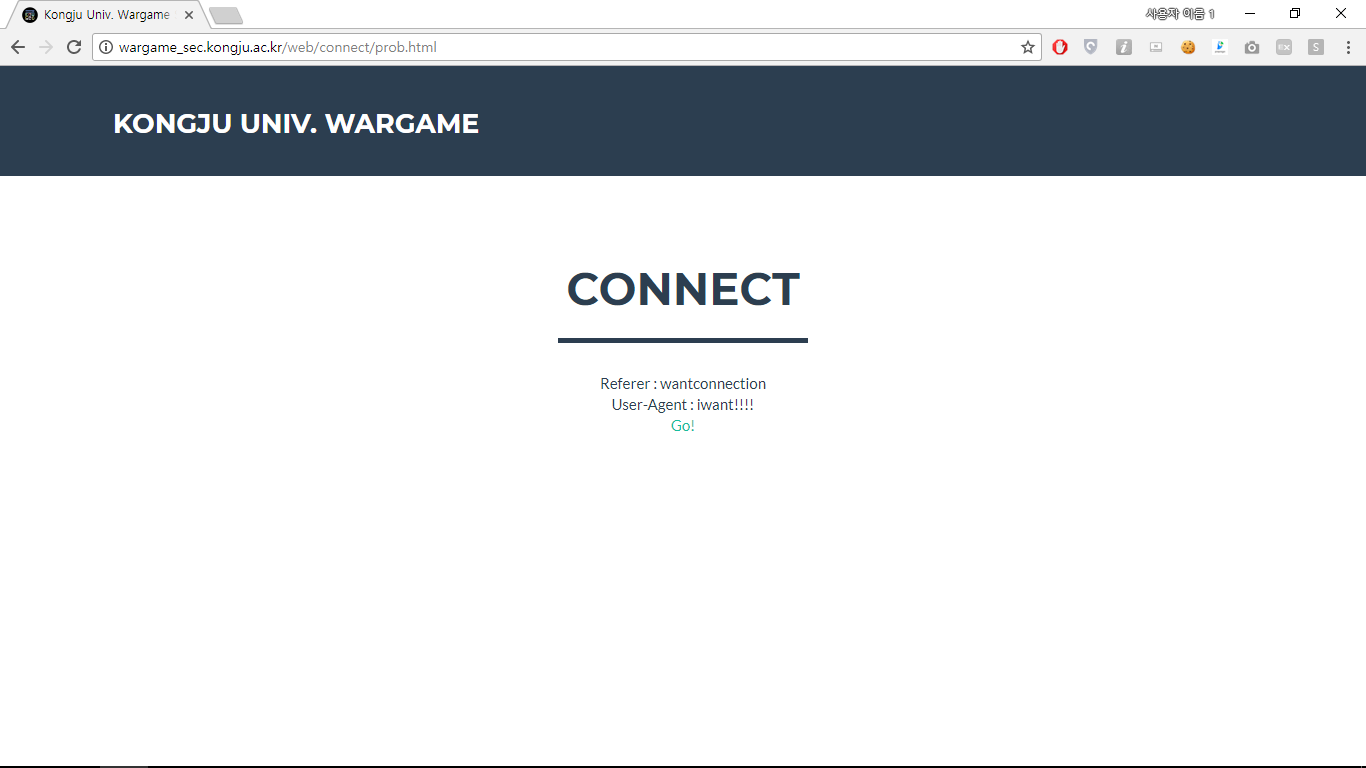 Kongju Univ. Wargame
사용자 이름 1
wargame_sec.kongju.ac.kr/web/connect/prob.html
KONGJU UNIV. WARGAME
CONNECT
Referer : wantconnection
User-Agent : iwant!!!!
Go!